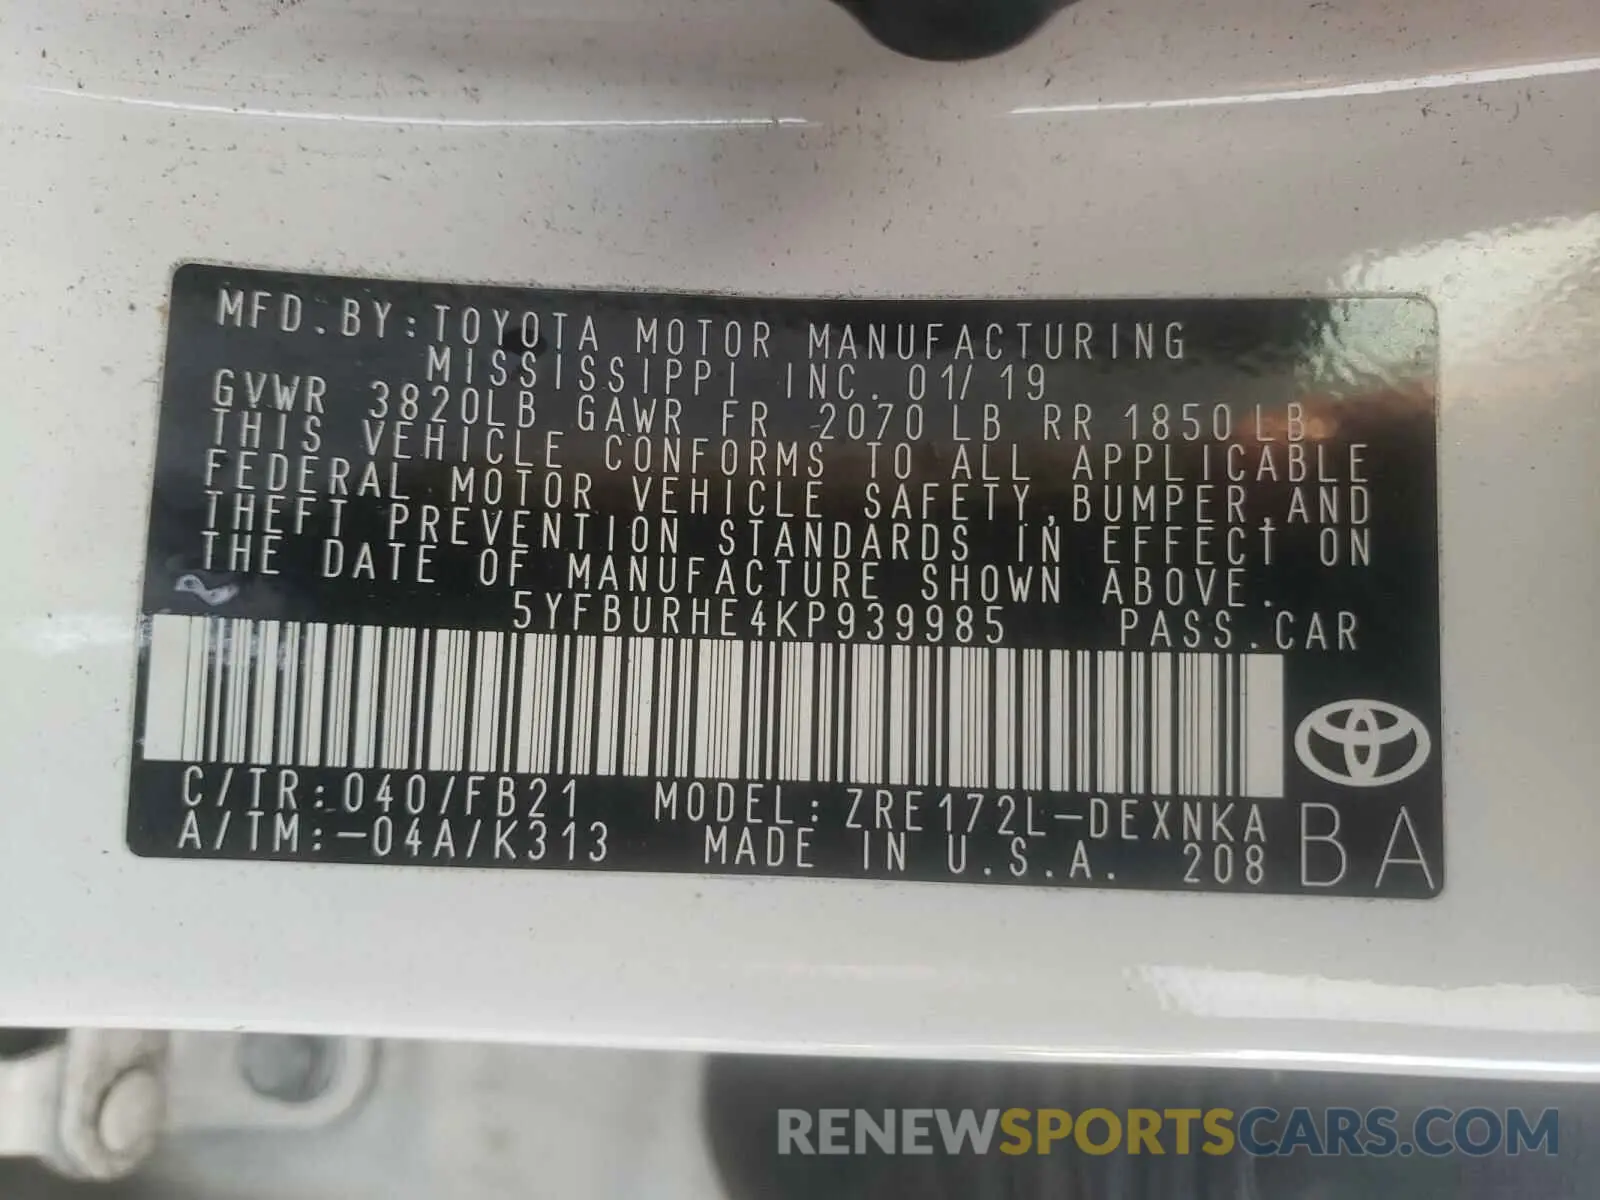 MFD.BY:TOYOTA MOTOR MANUFACTURING
MISSISSIPPI INC. 01/19
GVWR 3820LB GAWR FR 2070LB RR 1850LB
THIS VEHICLE CONFORMS TO ALL APPLICABLE
FEDERAL MOTOR VEHICLE SAFETY,BUMPER,AND
THEFT PREVENTION STANDARDS IN EFFECT ON
THE DATE OF MANUFACTURE SHOWN ABOVE.
5YFBURHE4KP939985 PASS.CAR
C/TR:040/FB21 MODEL:ZRE172L-DEXNKA
A/TM:-04A/K313 MADE IN U.S.A. 208 BA
RENEWSPORTSCARS.COM